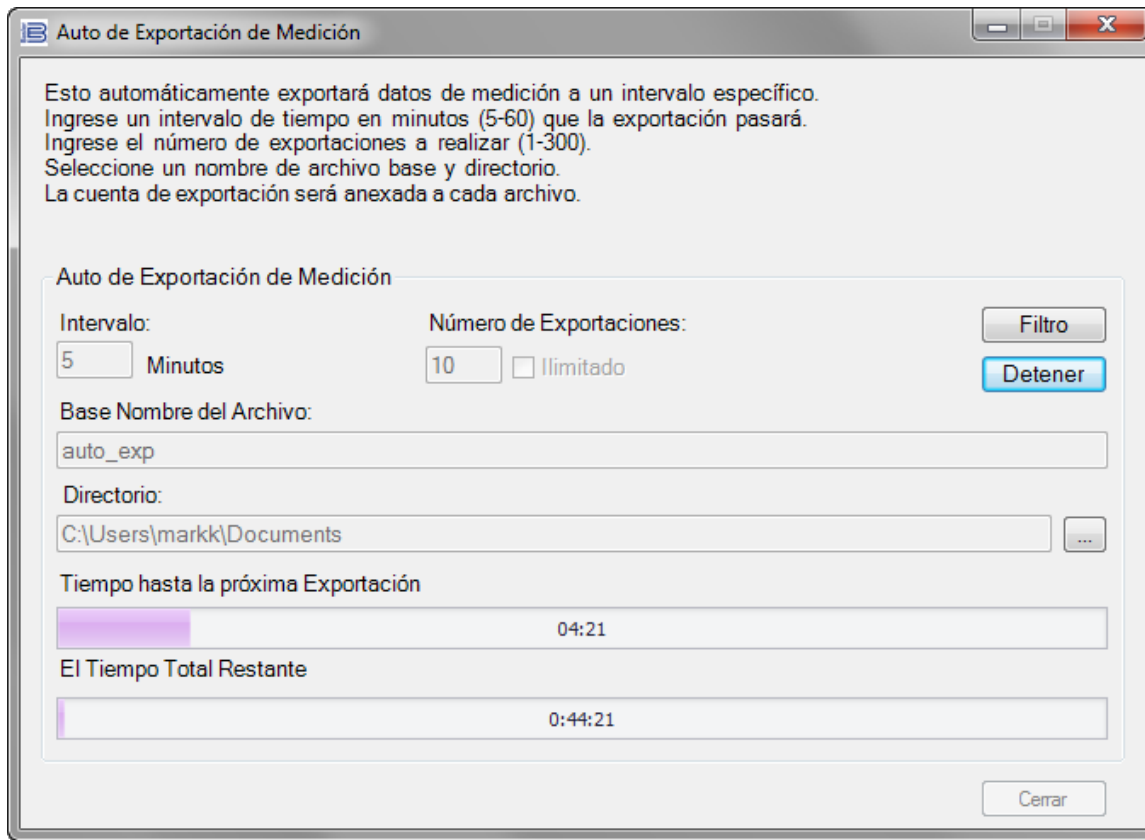 Auto de Exportación de Medición
Esto automáticamente exportará datos de medición a un intervalo específico.
Ingrese un intervalo de tiempo en minutos (5-60) que la exportación pasará.
Ingrese el número de exportaciones a realizar (1-300).
Seleccione un nombre de archivo base y directorio.
La cuenta de exportación será anexada a cada archivo.
Auto de Exportación de Medición
Intervalo: Número de Exportaciones: Filtro
5 Minutos 10 Ilimitado Detener
Base Nombre del Archivo:
auto_exp
Directorio:
C:\Users\markk\Documents ...
Tiempo hasta la próxima Exportación
04:21
El Tiempo Total Restante
0:44:21
Cerrar